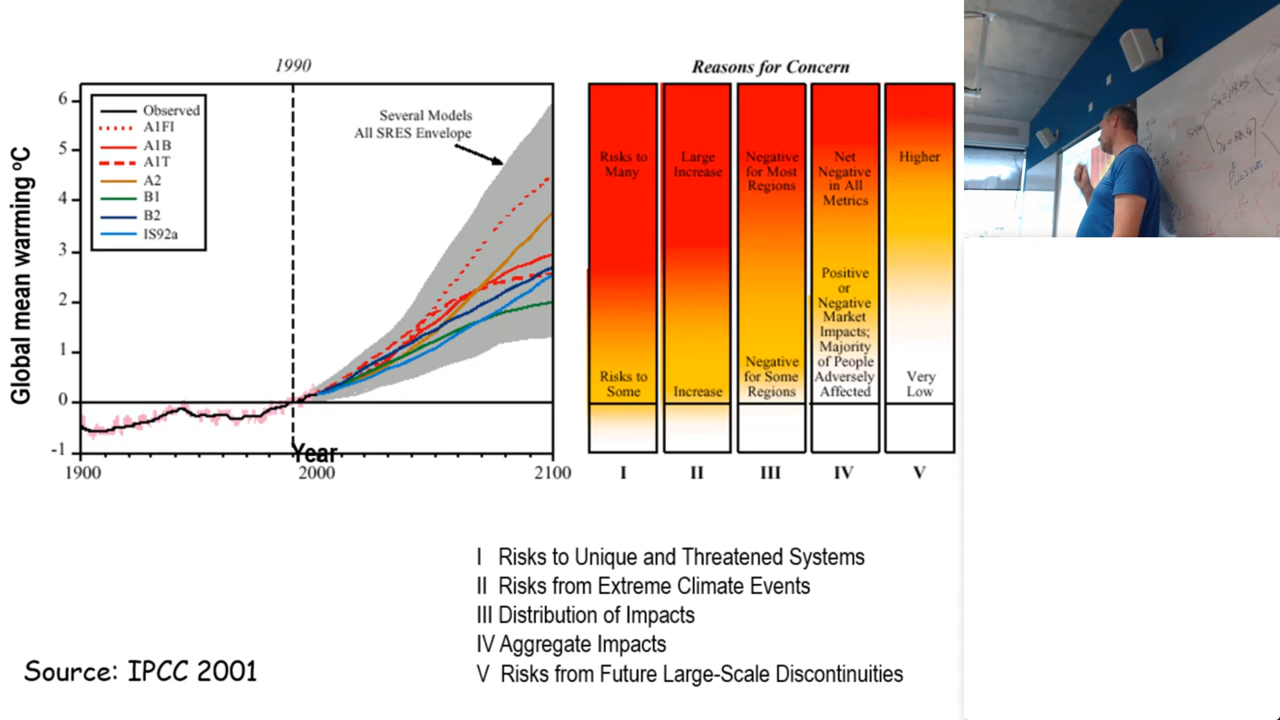 1990
Reasons for Concern
Global mean warming ºC
6
5
4
3
2
1
0
-1
Observed
A1FI
A1B
A1T
A2
B1
B2
IS92a
Several Models
All SRES Envelope
Year
1900
2000
2100
Risks to
Many
Risks to
Some
I
Large
Increase
Increase
II
Negative
for Most
Regions
Negative
for Some
Regions
III
Net
Negative
in All
Metrics
Positive
or
Negative
Market
Impacts;
Majority
of People
Adversely
Affected
IV
Higher
Very
Low
V
I Risks to Unique and Threatened Systems
II Risks from Extreme Climate Events
III Distribution of Impacts
IV Aggregate Impacts
V Risks from Future Large-Scale Discontinuities
Source: IPCC 2001